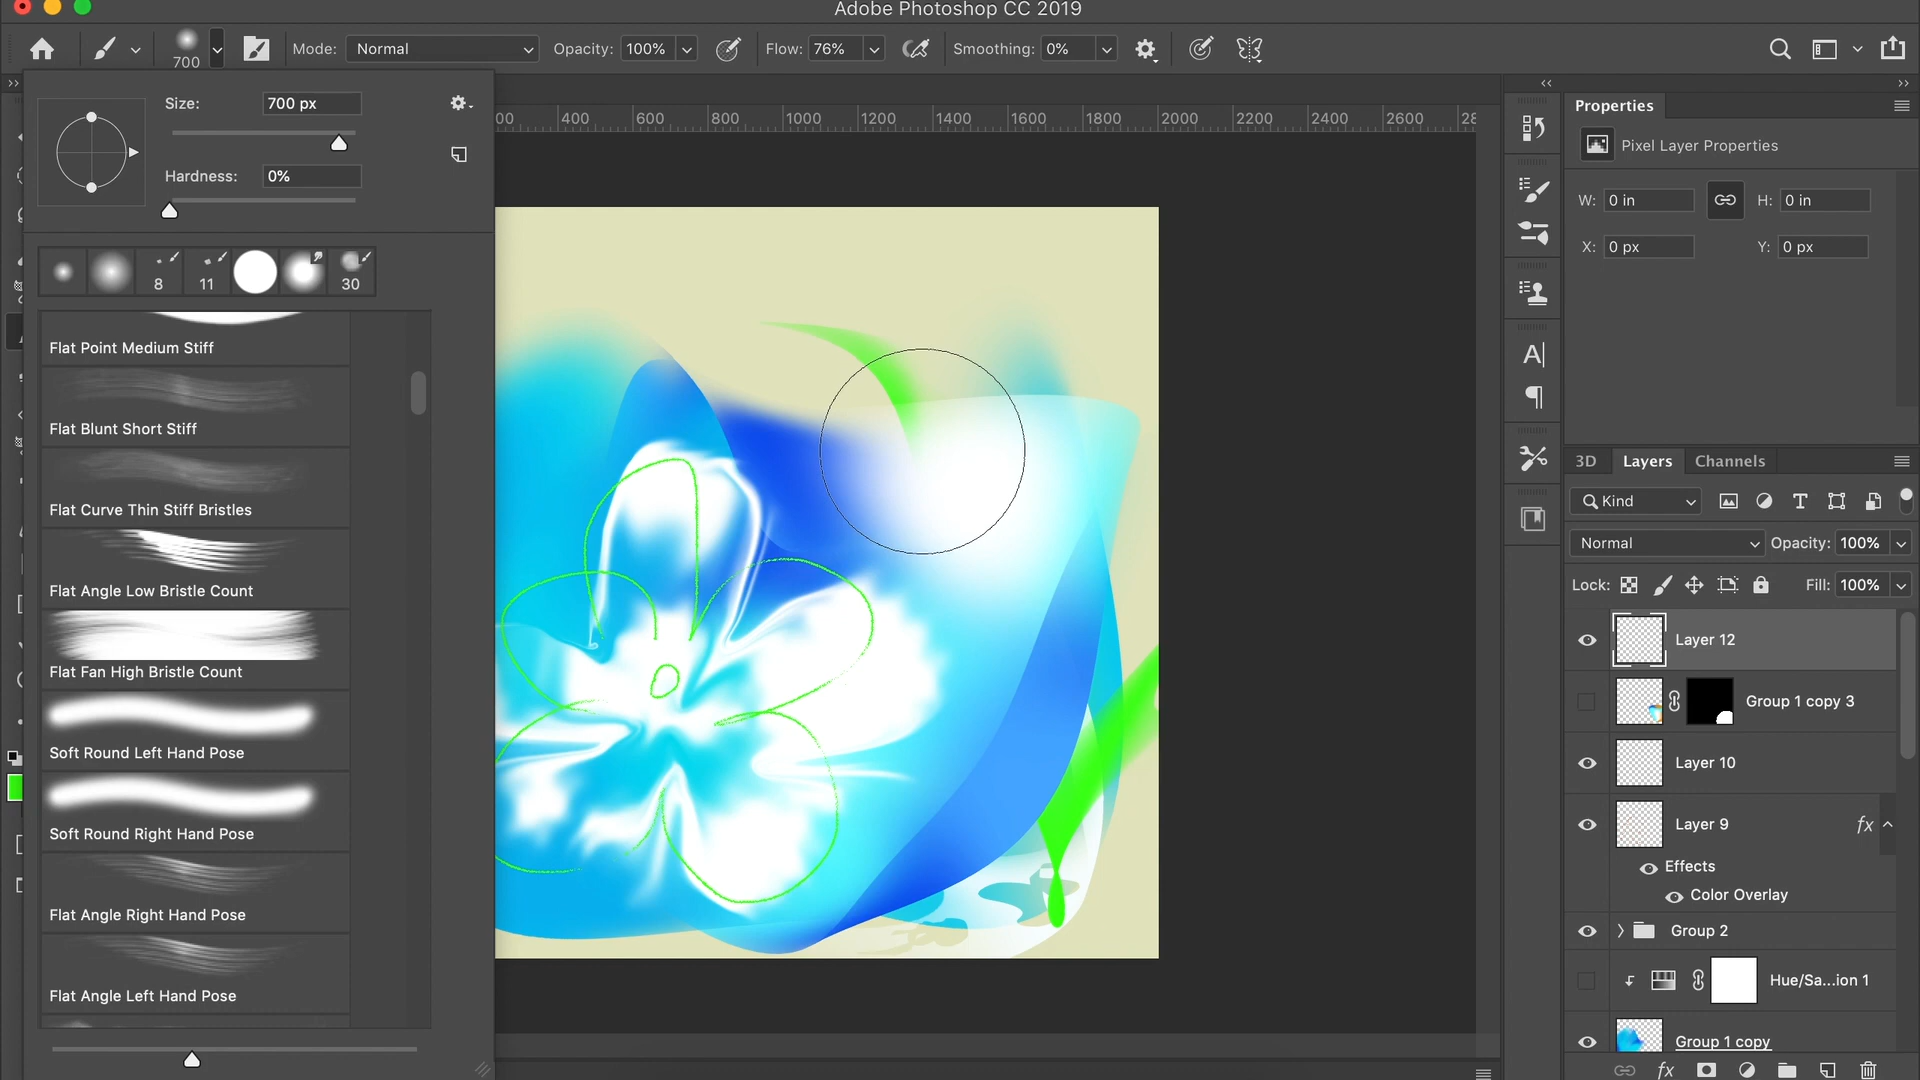 Adobe Photoshop CC 2019
700
Mode: Normal
Opacity: 100%
Flow: 76%
Smoothing: 0%
Size: 700 px
Hardness: 0%
8
11
30
Flat Point Medium Stiff
Flat Blunt Short Stiff
Flat Curve Thin Stiff Bristles
Flat Angle Low Bristle Count
Flat Fan High Bristle Count
Soft Round Left Hand Pose
Soft Round Right Hand Pose
Flat Angle Right Hand Pose
Flat Angle Left Hand Pose
00 400 600 800 1000 1200 1400 1600 1800 2000 2200 2400 2600 28
Properties
Pixel Layer Properties
W: 0 in H: 0 in
X: 0 px Y: 0 px
3D Layers Channels
Kind
Normal Opacity: 100%
Lock: Fill: 100%
Layer 12
Group 1 copy 3
Layer 10
Layer 9 fx
Effects
Color Overlay
Group 2
Hue/Sa...ion 1
Group 1 copy
fx